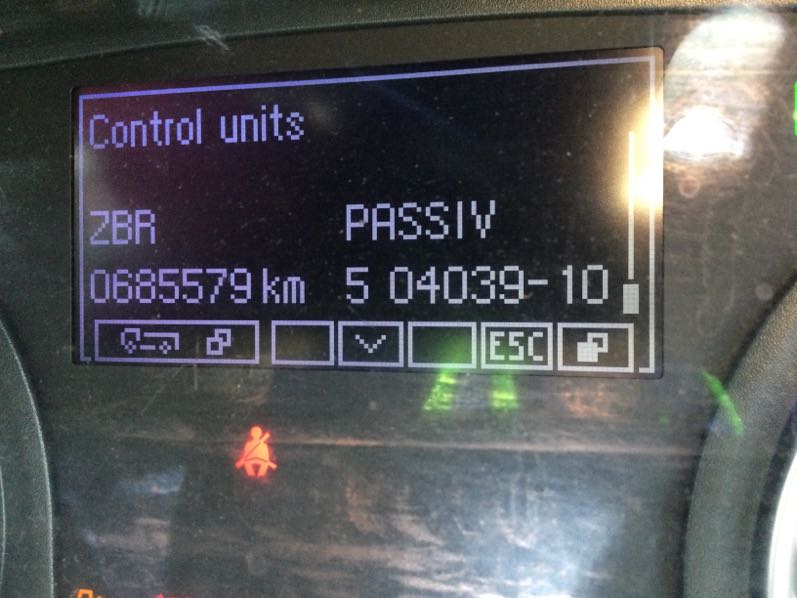 Control units
ZBR PASSIV
0685579 km 5 04039-10
ESC